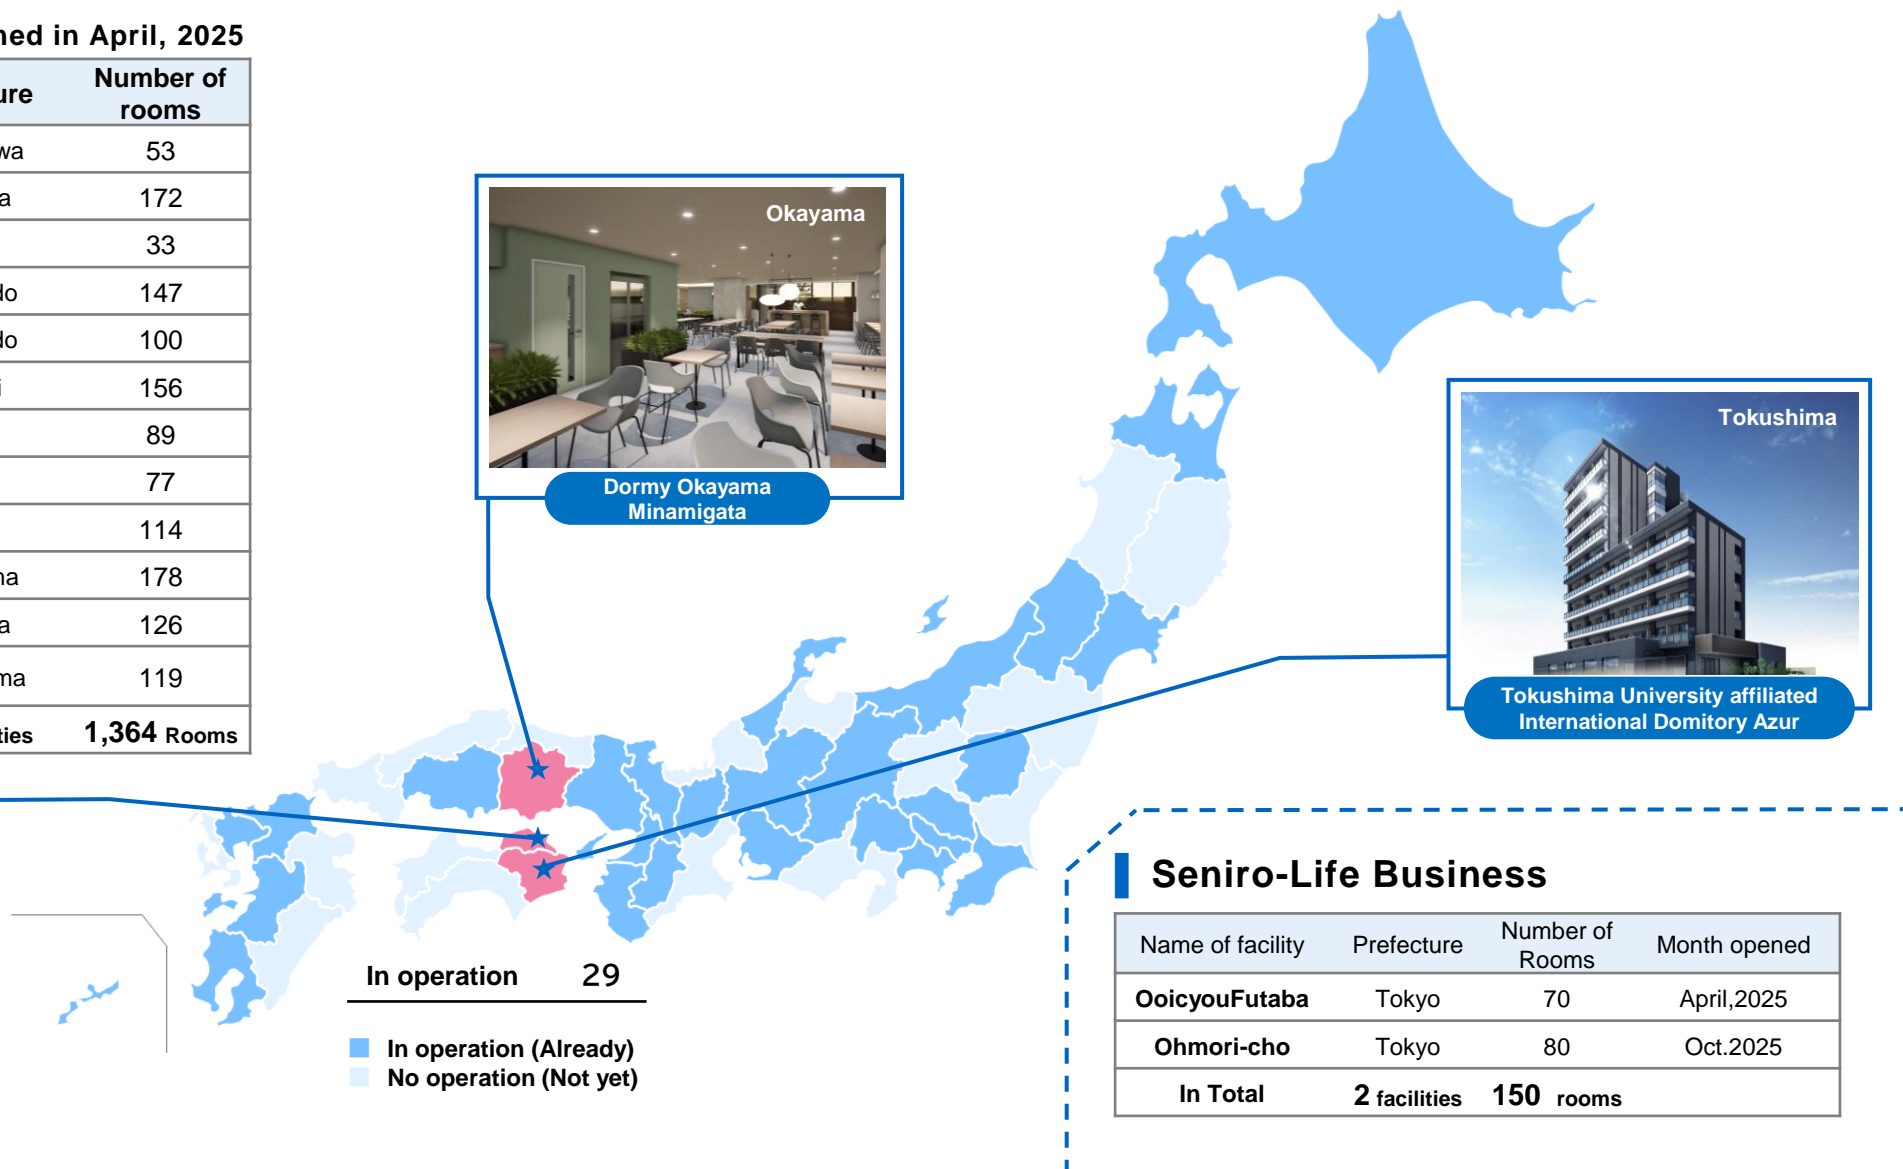 ned in April, 2025
ure
Number of
rooms
wa
53
a
172
33
do
147
do
100
i
156
89
77
114
na
178
a
126
ma
119
ties
1,364 Rooms
Okayama
Dormy Okayama
Minamigata
Tokushima
Tokushima University affiliated
International Domitory Azur
In operation 29
In operation (Already)
No operation (Not yet)
Seniro-Life Business
Name of facility
Prefecture
Number of
Rooms
Month opened
OoicyouFutaba
Tokyo
70
April,2025
Ohmori-cho
Tokyo
80
Oct.2025
In Total
2 facilities
150 rooms